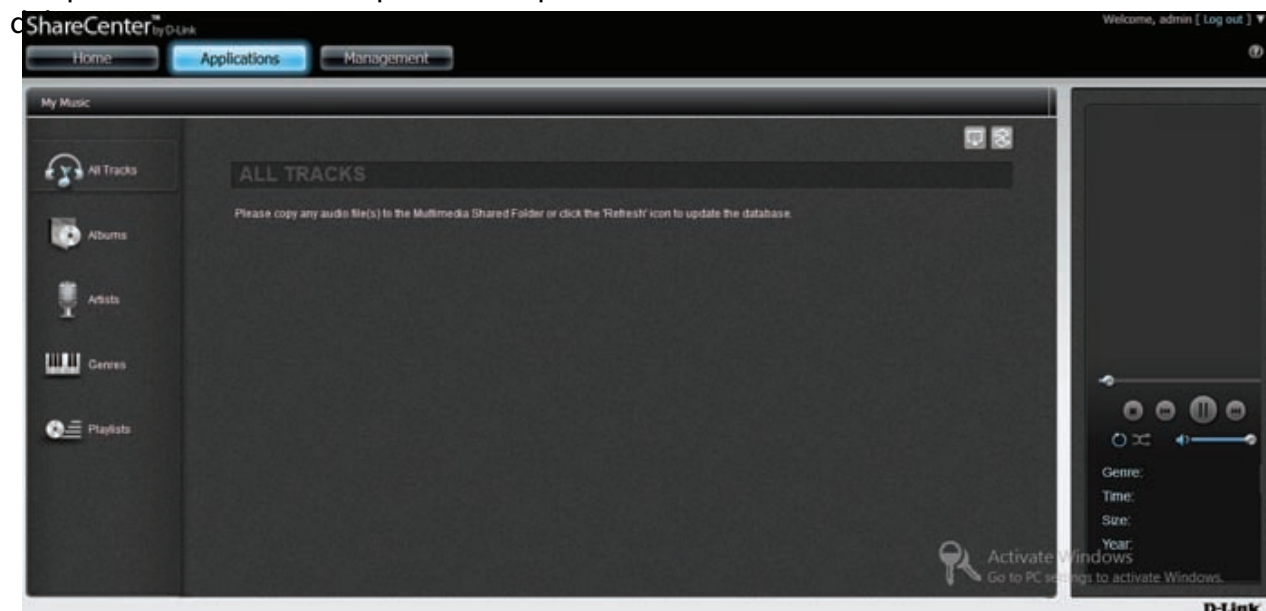 ShareCenter™ by D-Link
Welcome, admin [ Log out ] ▼
Home
Applications
Management
My Music
All Tracks
ALL TRACKS
Please copy any audio file(s) to the Multimedia Shared Folder or click the 'Refresh' icon to update the database.
Albums
Artists
Genres
Playlists
Genre:
Time:
Size:
Year:
Activate Windows
Go to PC settings to activate Windows.
D-Link